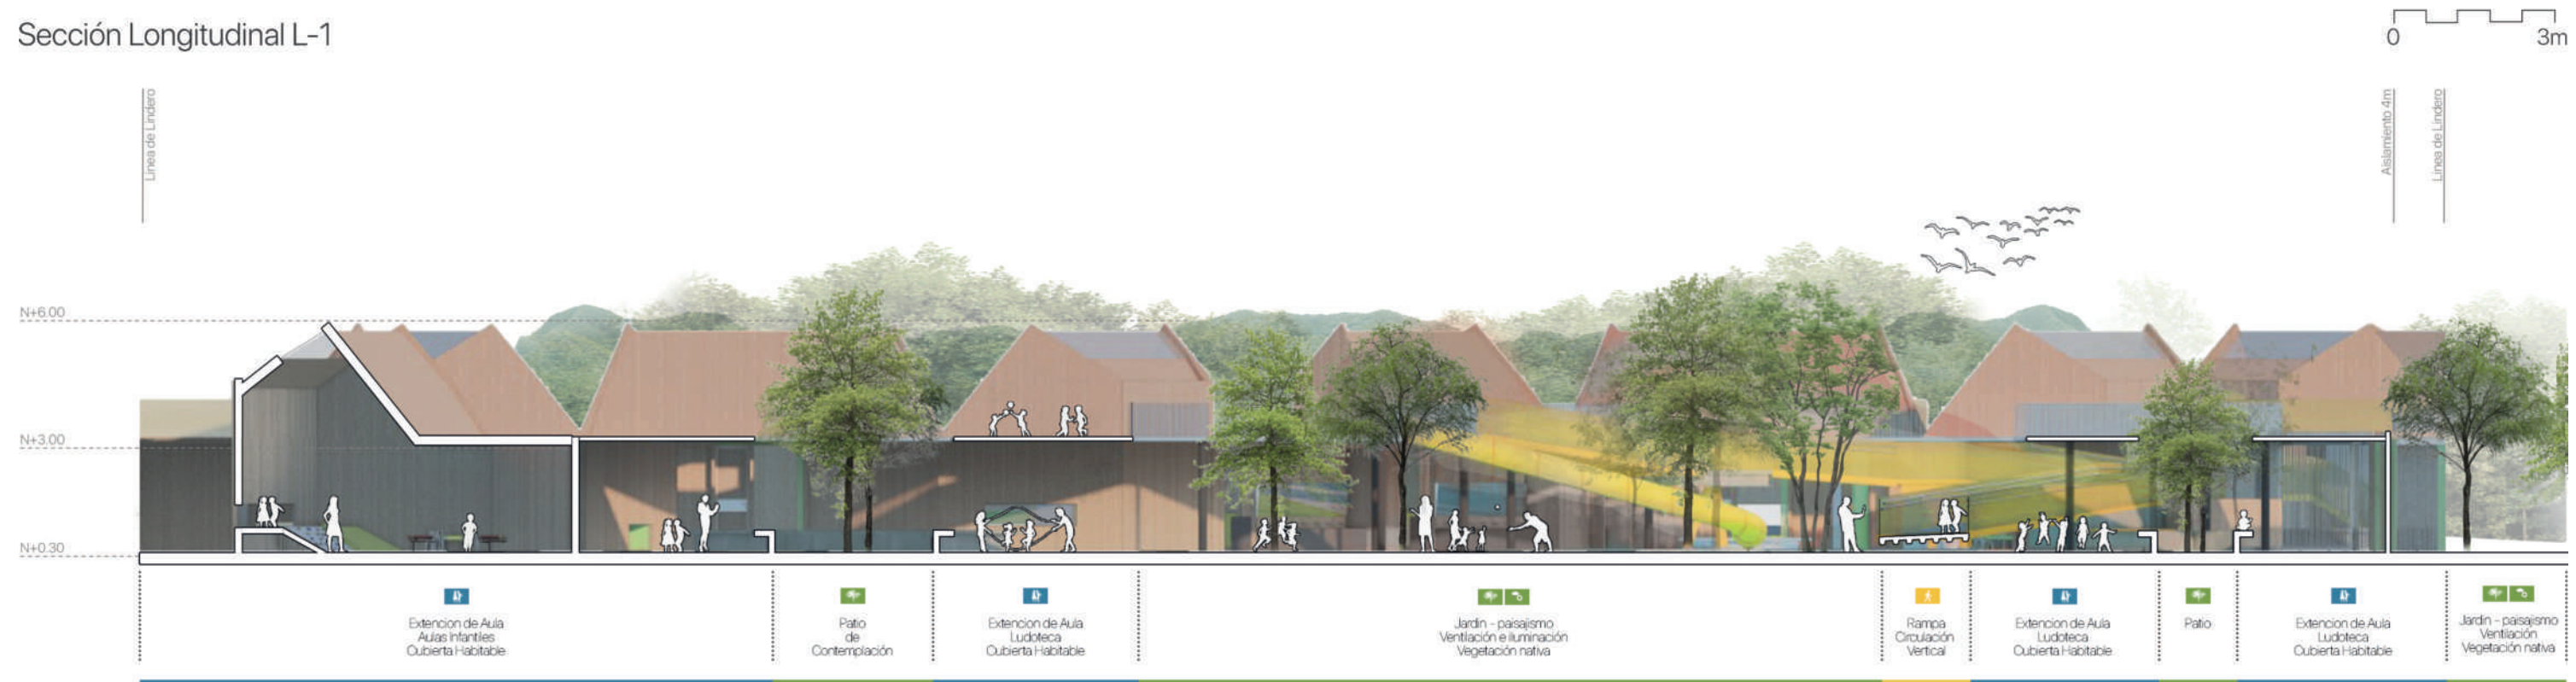 Sección Longitudinal L-1
0 3m
Linea de Lindero
Aislamiento 4m
Linea de Lindero
N+6.00
N+3.00
N+0.30
Extencion de Aula
Aulas Infantiles
Cubierta Habitable
Patio
de
Contemplación
Extencion de Aula
Ludoteca
Cubierta Habitable
Jardin - paisajismo
Ventilación e iluminación
Vegetación nativa
Rampa
Circulación
Vertical
Extencion de Aula
Ludoteca
Cubierta Habitable
Patio
Extencion de Aula
Ludoteca
Cubierta Habitable
Jardin - paisajismo
Ventilación
Vegetación nativa